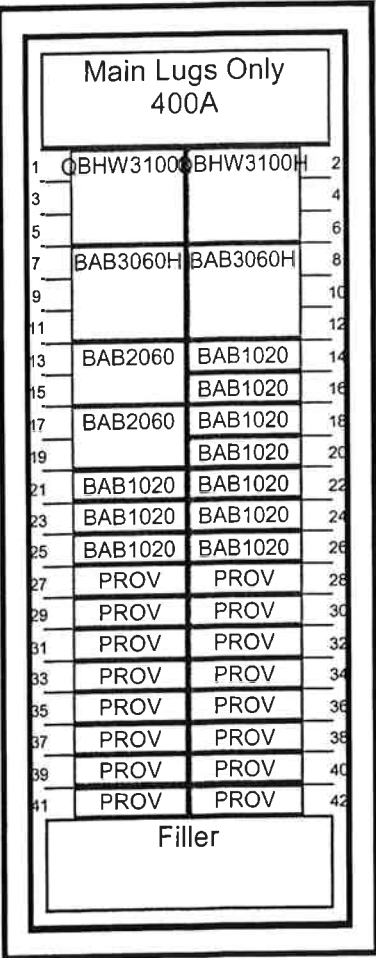 Main Lugs Only
400A
1 QBHW3100 QBHW3100H 2
3 4
5 6
7 BAB3060H BAB3060H 8
9 10
11 12
13 BAB2060 BAB1020 14
15 BAB1020 16
17 BAB2060 BAB1020 18
19 BAB1020 20
21 BAB1020 BAB1020 22
23 BAB1020 BAB1020 24
25 BAB1020 BAB1020 26
27 PROV PROV 28
29 PROV PROV 30
31 PROV PROV 32
33 PROV PROV 34
35 PROV PROV 36
37 PROV PROV 38
39 PROV PROV 40
41 PROV PROV 42
Filler